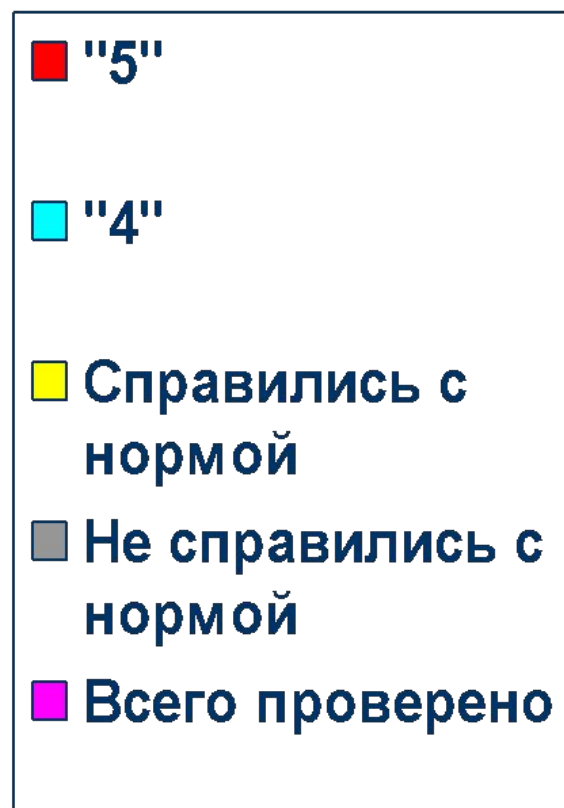 "5"
"4"
Справились с
нормой
Не справились с
нормой
Всего проверено